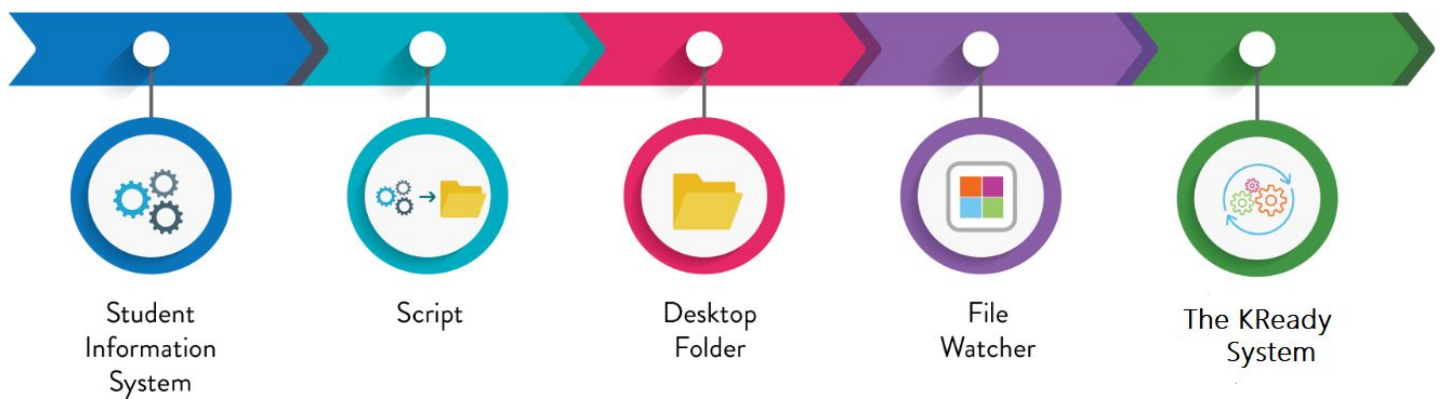 Student
Information
System
Script
Desktop
Folder
File
Watcher
The KReady
System